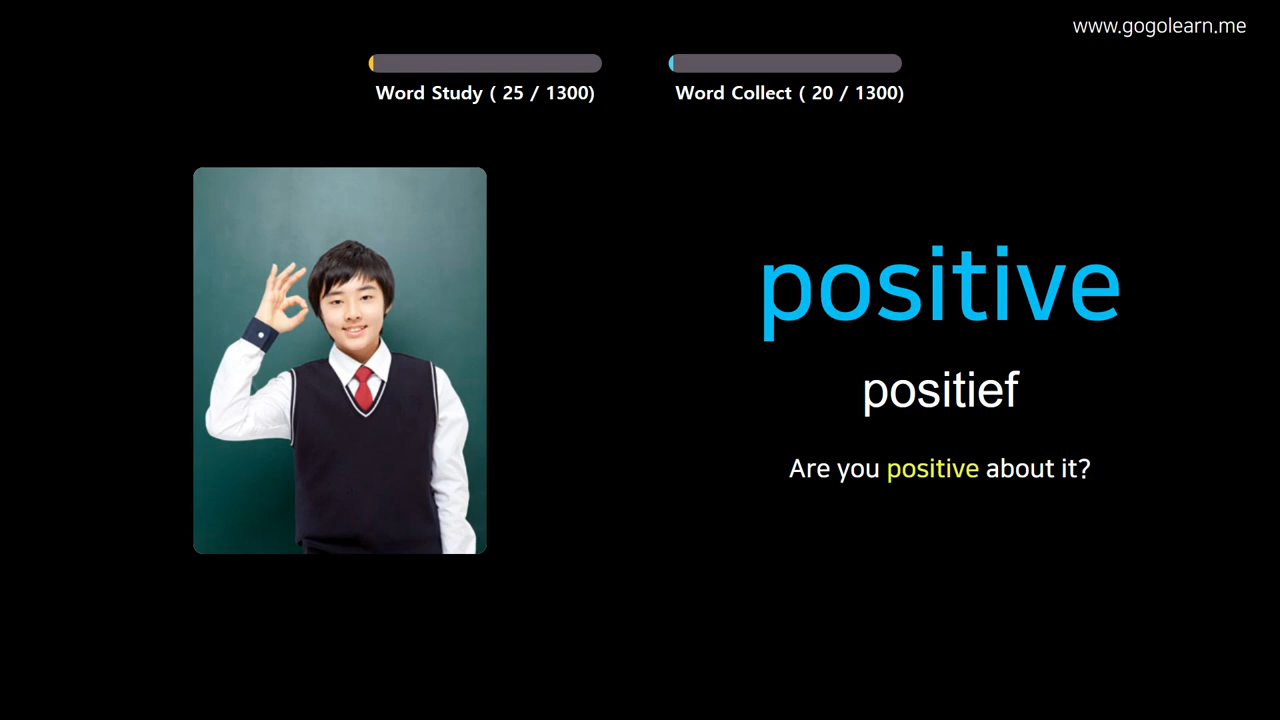 www.gogolearn.me
Word Study ( 25 / 1300)
Word Collect ( 20 / 1300)
positive
positief
Are you positive about it?